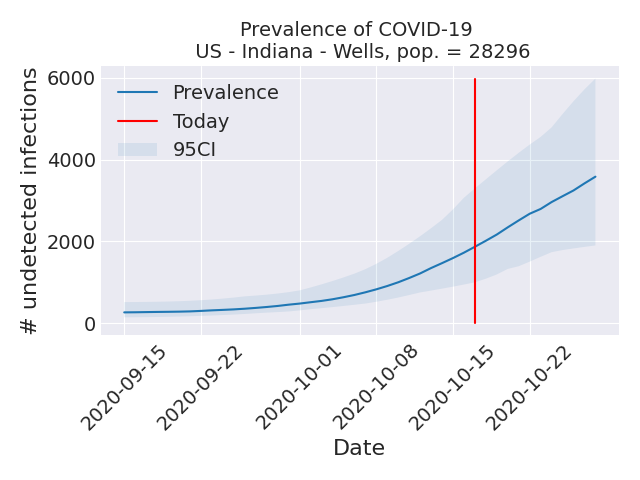 Prevalence of COVID-19
US - Indiana - Wells, pop. = 28296
# undetected infections
6000
4000
2000
0
Prevalence
Today
95CI
2020-09-15
2020-09-22
2020-10-01
2020-10-08
2020-10-15
2020-10-22
Date